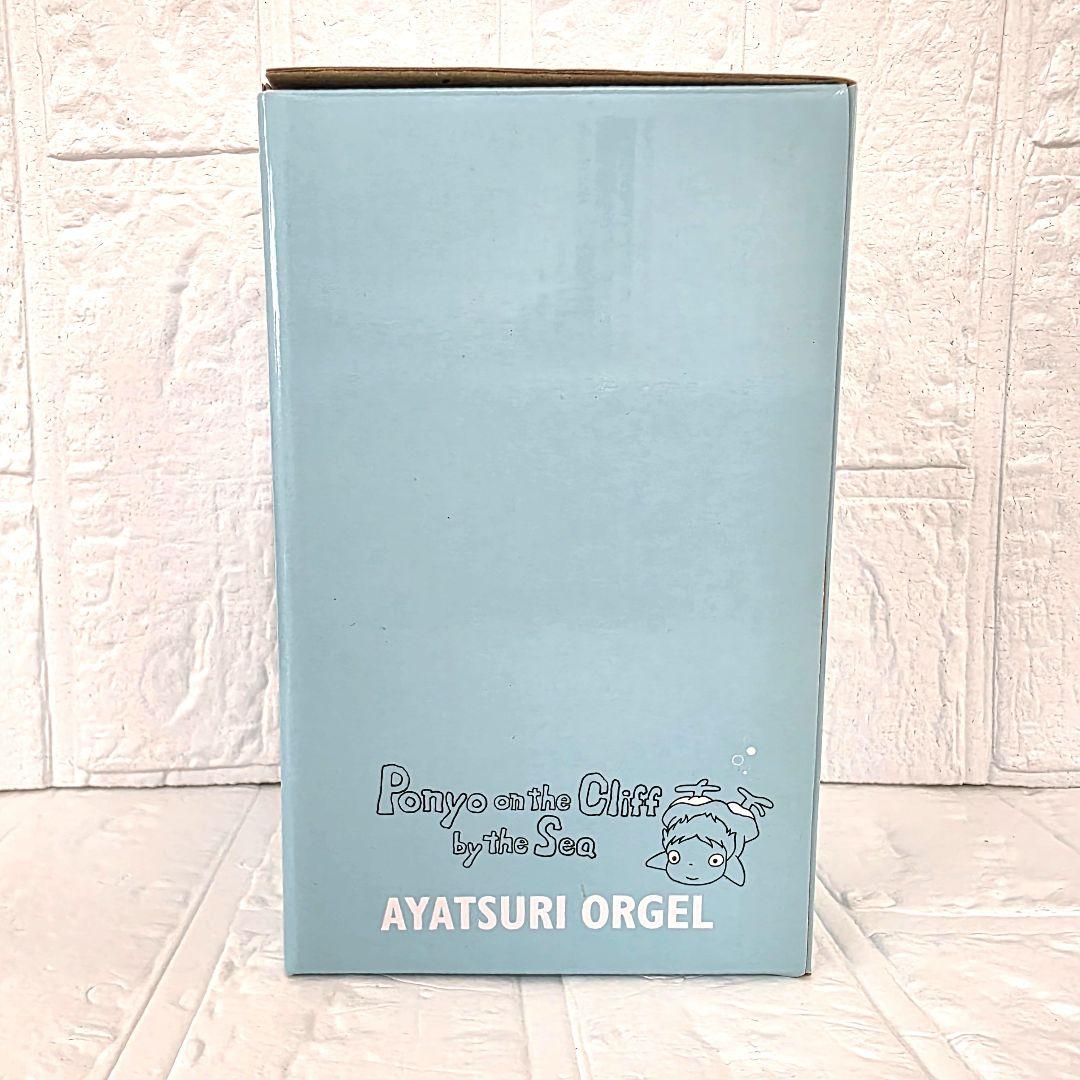 Ponyo on the Cliff
by the Sea
AYATSURI ORGEL